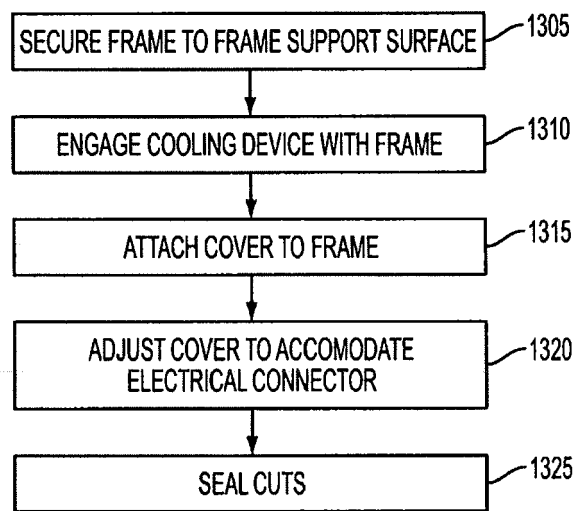 SECURE FRAME TO FRAME SUPPORT SURFACE
1305
ENGAGE COOLING DEVICE WITH FRAME
1310
ATTACH COVER TO FRAME
1315
ADJUST COVER TO ACCOMODATE
ELECTRICAL CONNECTOR
1320
SEAL CUTS
1325